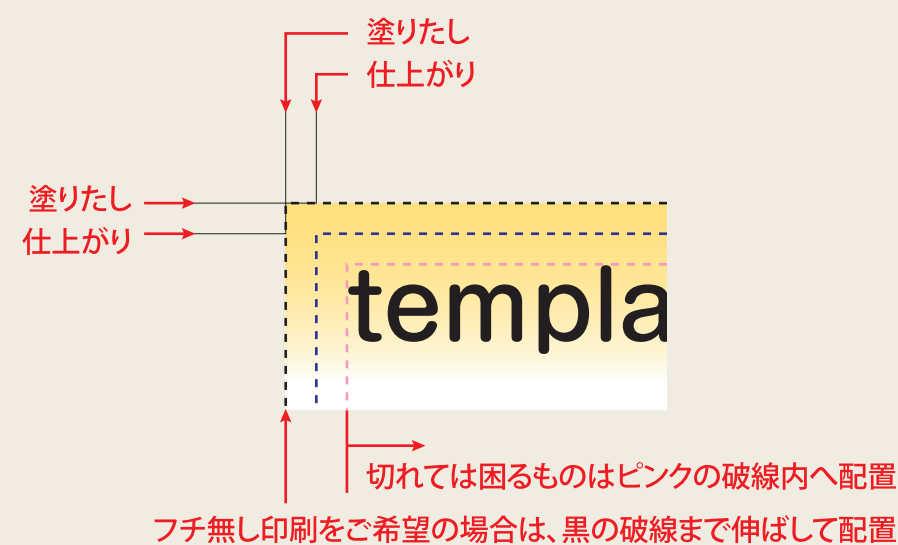 塗りたし
仕上がり
塗りたし
仕上がり
templa
切れては困るものはピンクの破線内へ配置
フチ無し印刷をご希望の場合は、黒の破線まで伸ばして配置